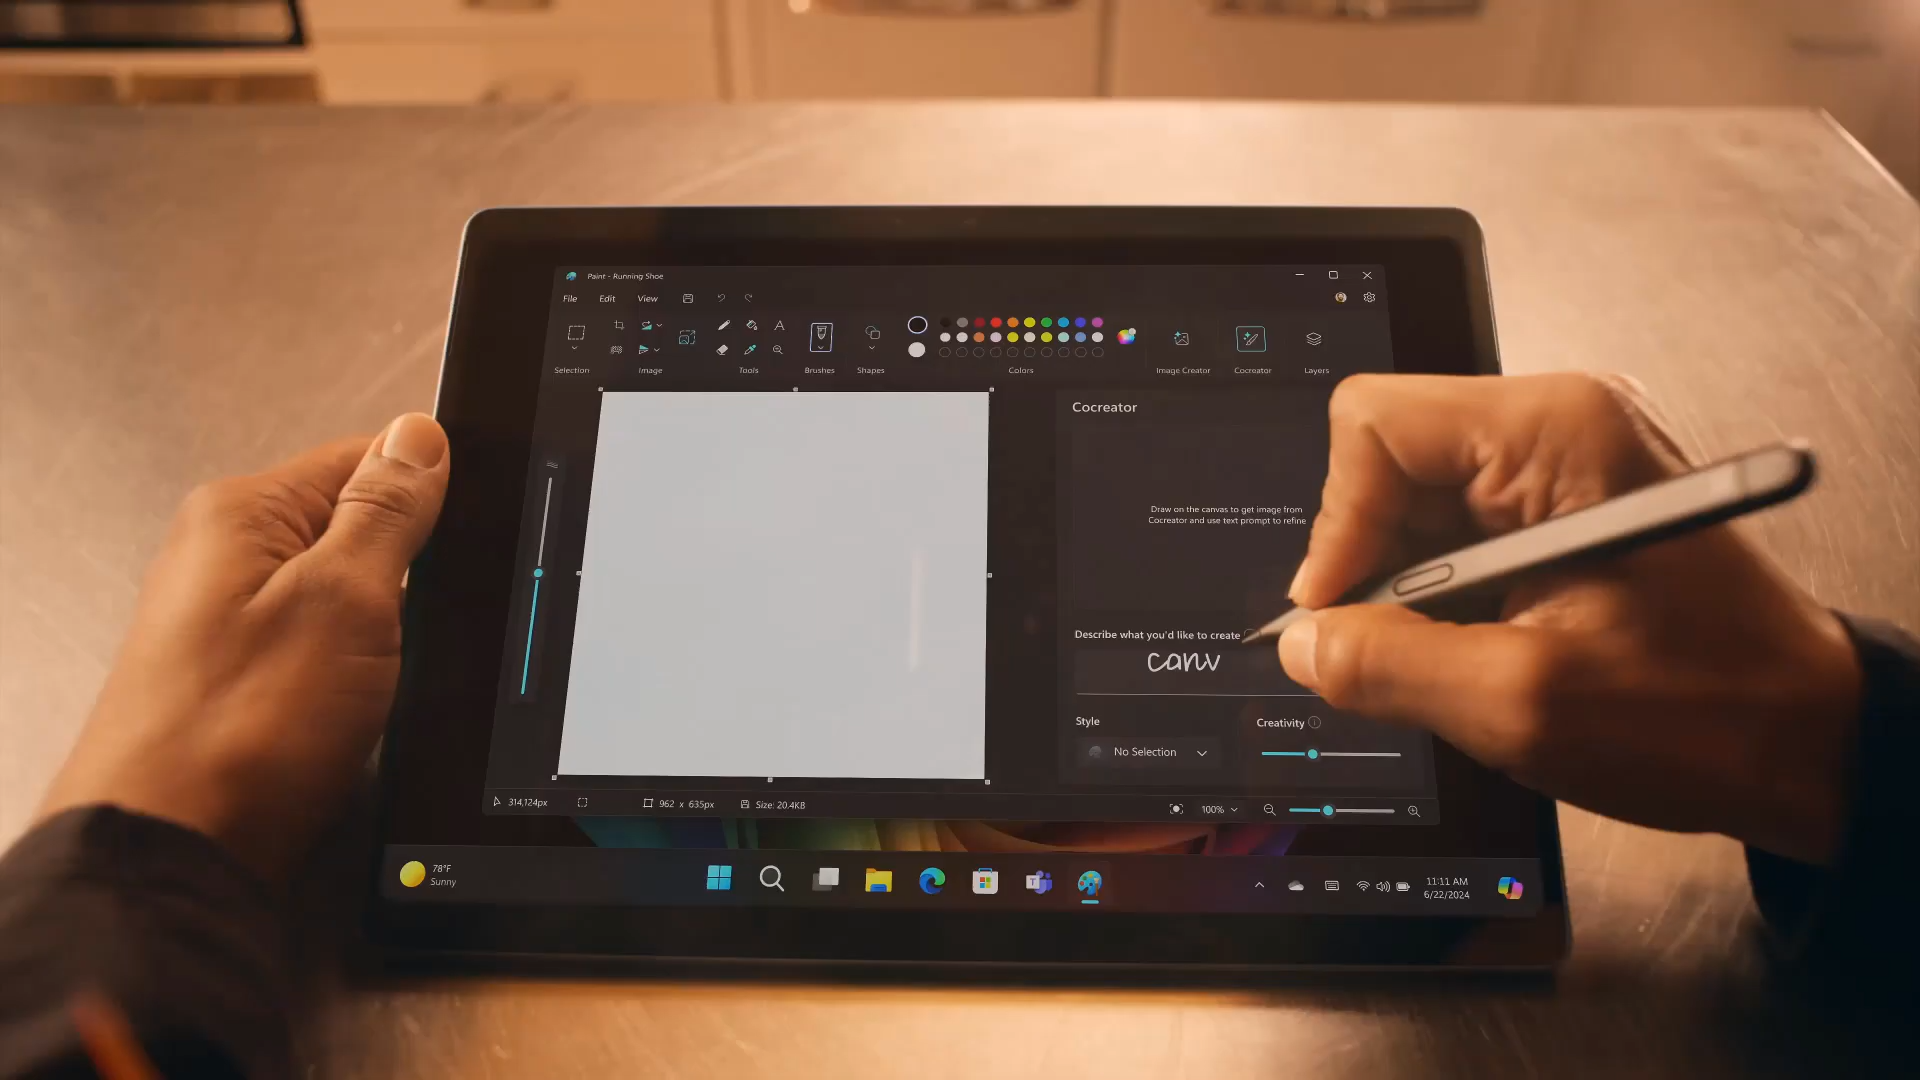 Paint - Running Shoe
File Edit View
Selection Image Tools Brushes Shapes Colors Image Creator Cocreator Layers
Cocreator
Draw on the canvas to get image from
Cocreator and use text prompt to refine
Describe what you'd like to create
canv
Style
No Selection
Creativity
314,124px
962 x 635px
Size: 20.4KB
100%
78°F
Sunny
11:11 AM
6/22/2024